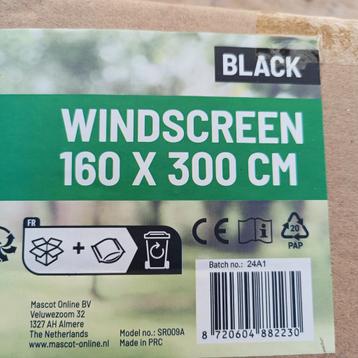 BLACK
WINDSCREEN
160 X 300 CM
FR
+
CE
i
20
PAP
Batch no.: 24A1
Mascot Online BV
Veluwezoom 32
1327 AH Almere
The Netherlands
www.mascot-online.nl
Model no.: SR009A
Made in PRC
8 720604 882230